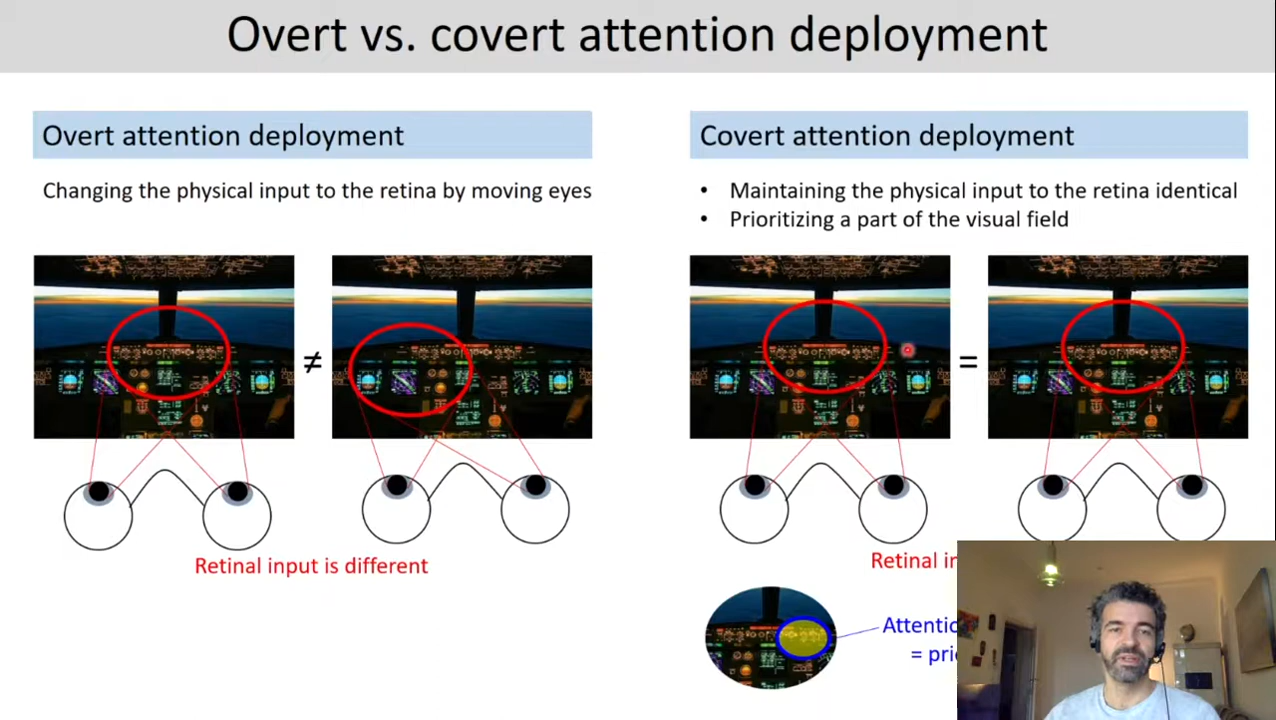 Overt vs. covert attention deployment
Overt attention deployment
Changing the physical input to the retina by moving eyes
≠
Retinal input is different
Covert attention deployment
• Maintaining the physical input to the retina identical
• Prioritizing a part of the visual field
=
Retinal
=